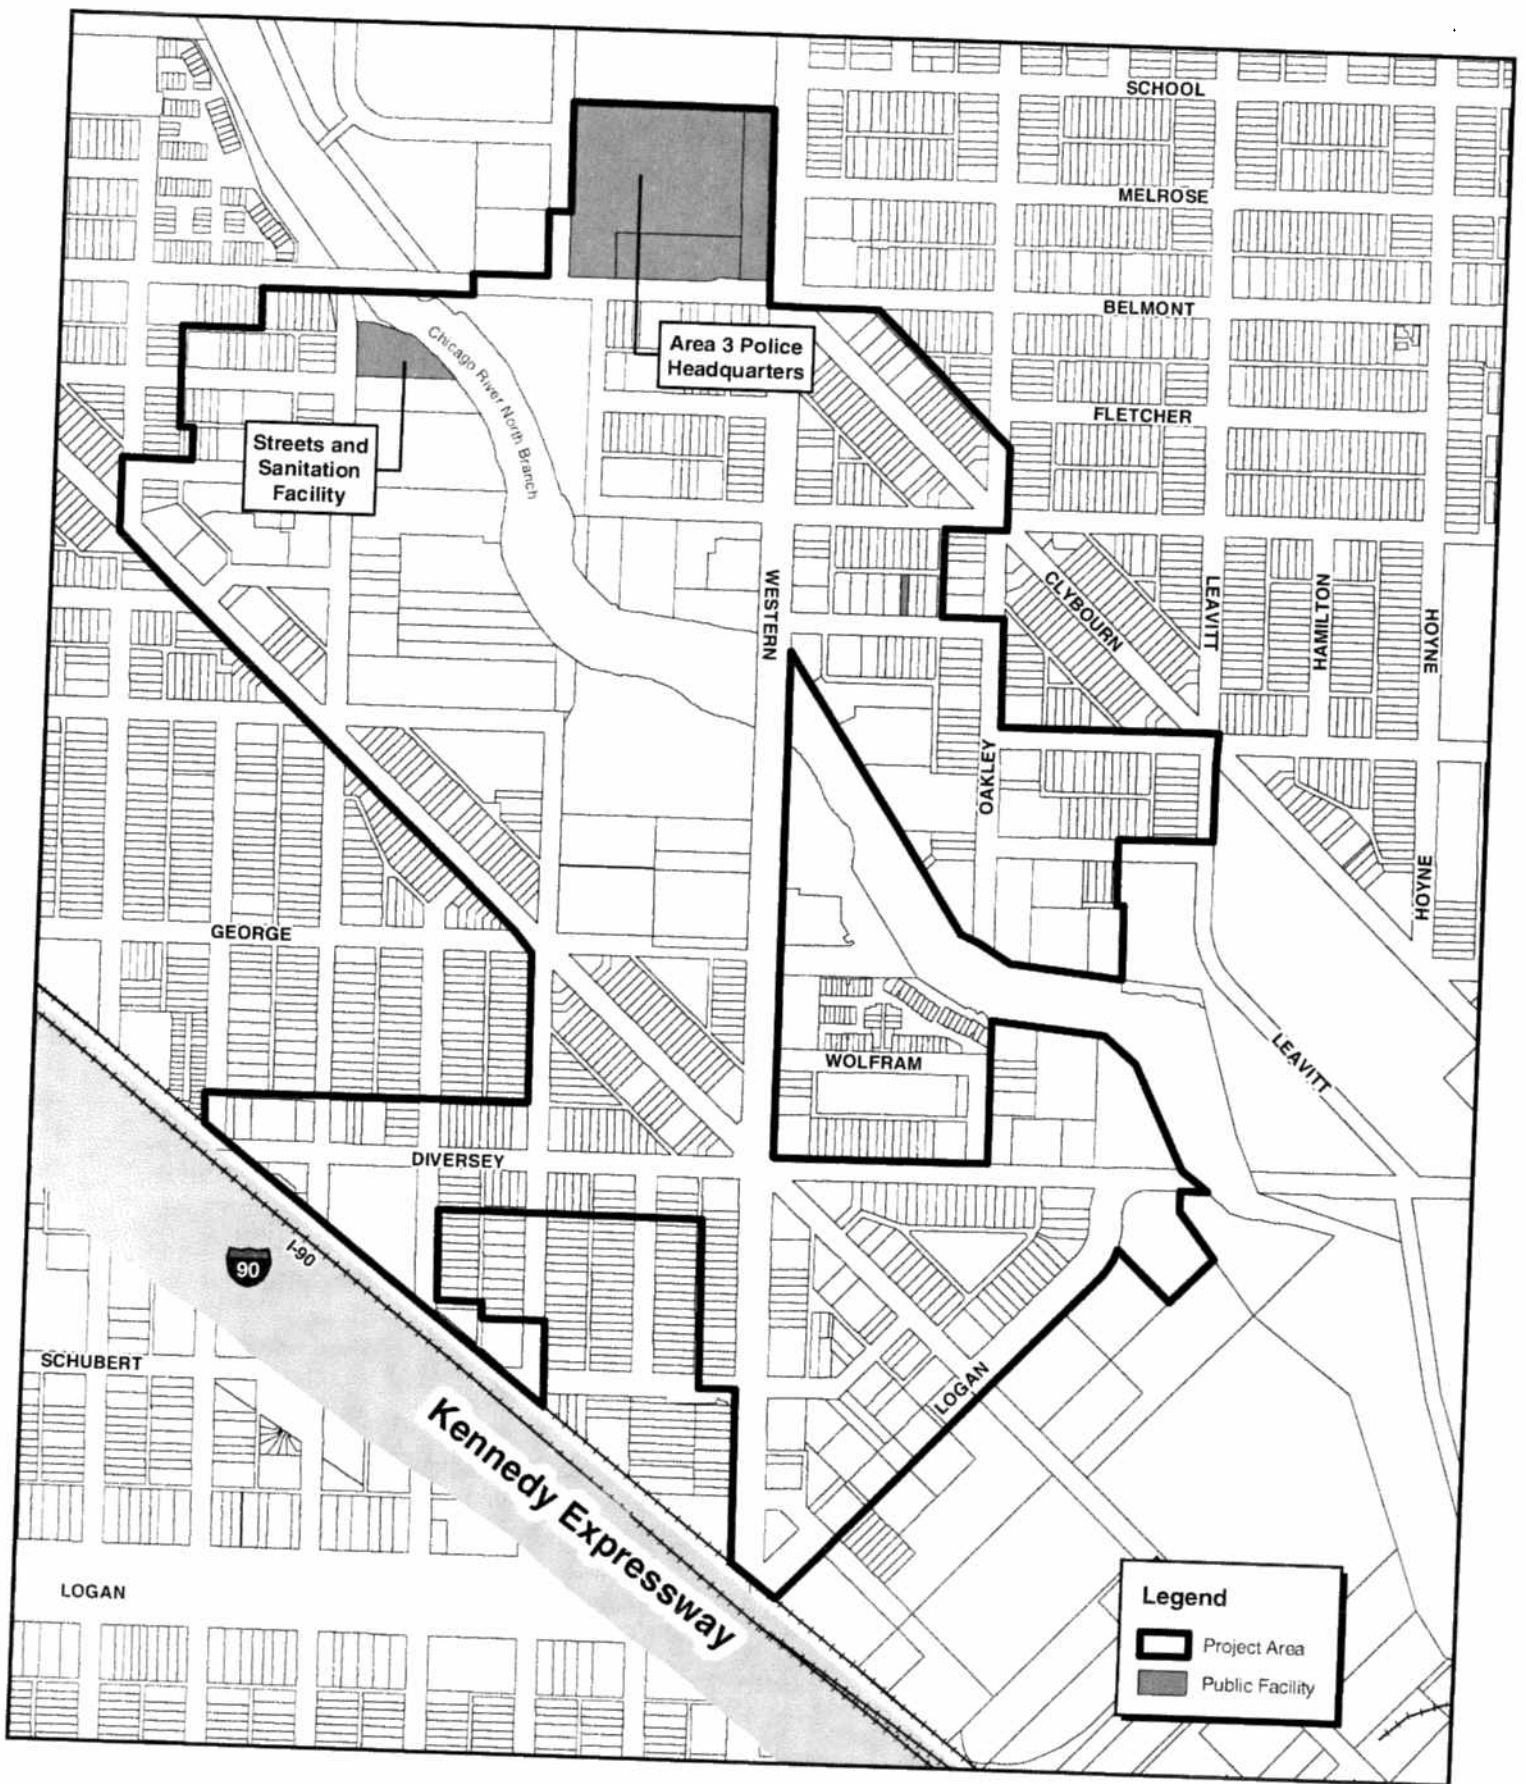 SCHOOL
MELROSE
BELMONT
Chicago River North Branch
Area 3 Police
Headquarters
FLETCHER
Streets and
Sanitation
Facility
WESTERN
CLYBOURN
LEAVITT
HAMILTON
HOYNE
OAKLEY
HOYNE
GEORGE
WOLFRAM
LEAVITT
DIVERSEY
I-90
90
SCHUBERT
LOGAN
Kennedy Expressway
LOGAN
Legend
Project Area
Public Facility